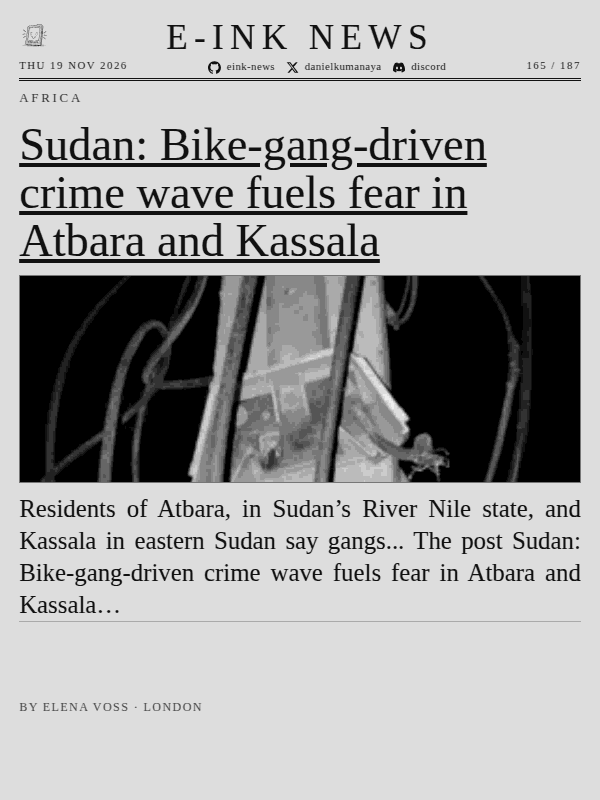 E-INK NEWS
THU 19 NOV 2026
eink-news danielkumanaya discord
165 / 187
AFRICA
Sudan: Bike-gang-driven
crime wave fuels fear in
Atbara and Kassala
Residents of Atbara, in Sudan’s River Nile state, and
Kassala in eastern Sudan say gangs... The post Sudan:
Bike-gang-driven crime wave fuels fear in Atbara and
Kassala…
BY ELENA VOSS · LONDON